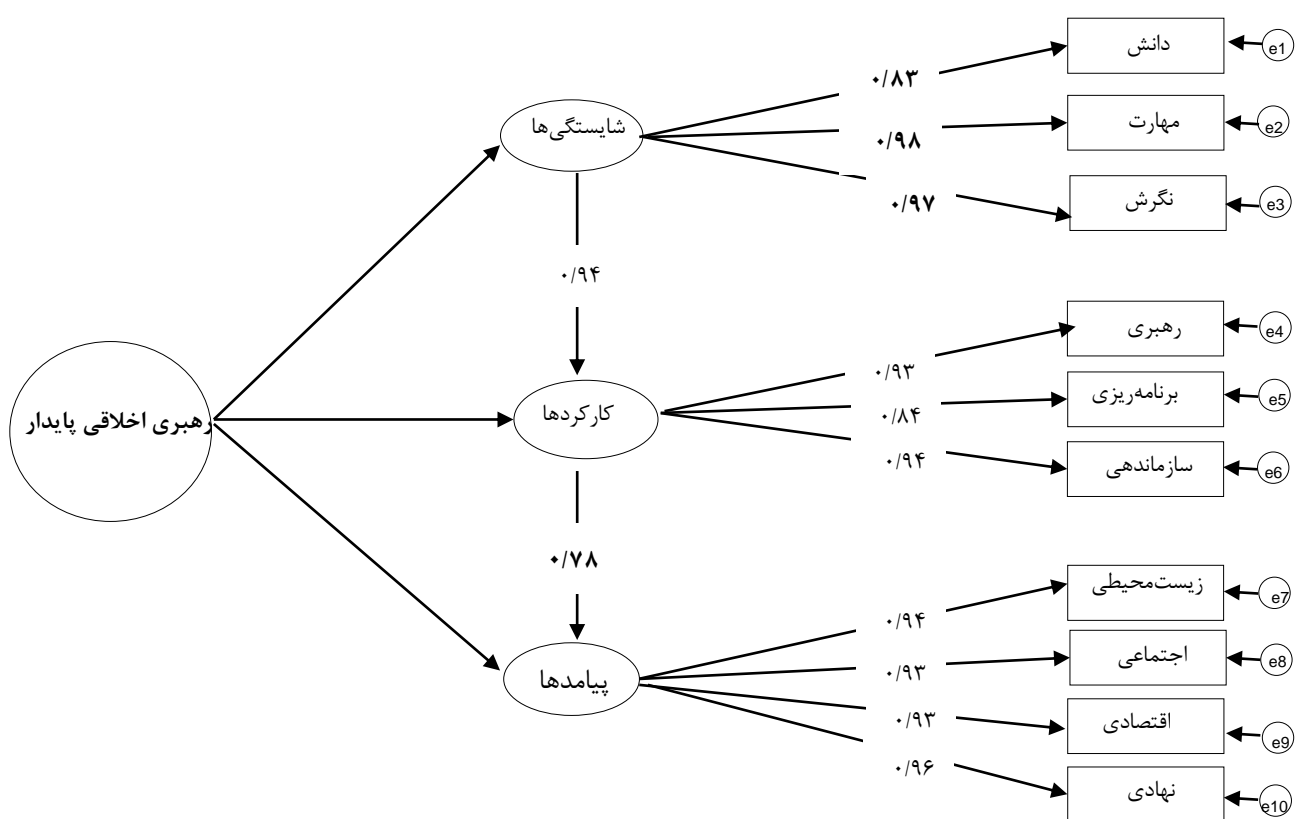 دانش
e1
۰/۸۳
شایستگی‌ها
مهارت
e2
۰/۹۸
نگرش
e3
۰/۹۷
۰/۹۴
رهبری
e4
۰/۹۳
کارکردها
برنامه‌ریزی
e5
۰/۸۴
رهبری اخلاقی پایدار
سازماندهی
e6
۰/۹۴
۰/۷۸
زیست‌محیطی
e7
۰/۹۴
اجتماعی
e8
۰/۹۳
پیامدها
اقتصادی
e9
۰/۹۳
نهادی
e10
۰/۹۶